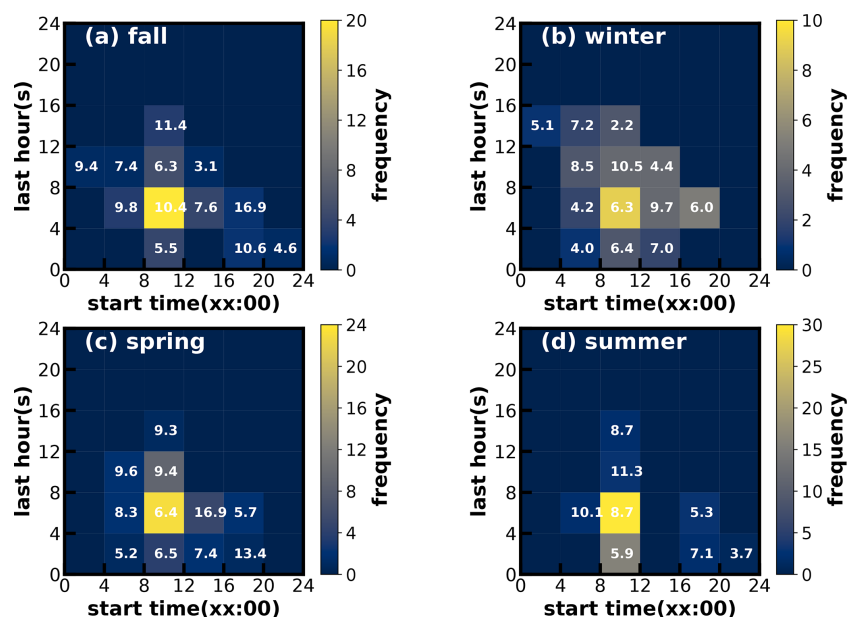 (a) fall
24
20
16
12
8
4
0
last hour(s)
11.4
9.4 7.4 6.3 3.1
9.8 10.4 7.6 16.9
5.5 10.6 4.6
0 4 8 12 16 20 24
start time(xx:00)
20
16
12
8
4
0
frequency
(b) winter
24
20
16
12
8
4
0
last hour(s)
5.1 7.2 2.2
8.5 10.5 4.4
4.2 6.3 9.7 6.0
4.0 6.4 7.0
0 4 8 12 16 20 24
start time(xx:00)
10
8
6
4
2
0
frequency
(c) spring
24
20
16
12
8
4
0
last hour(s)
9.3
9.6 9.4
8.3 6.4 16.9 5.7
5.2 6.5 7.4 13.4
0 4 8 12 16 20 24
start time(xx:00)
24
20
16
12
8
4
0
frequency
(d) summer
24
20
16
12
8
4
0
last hour(s)
8.7
11.3
10.1 8.7 5.3
5.9 7.1 3.7
0 4 8 12 16 20 24
start time(xx:00)
30
25
20
15
10
5
0
frequency